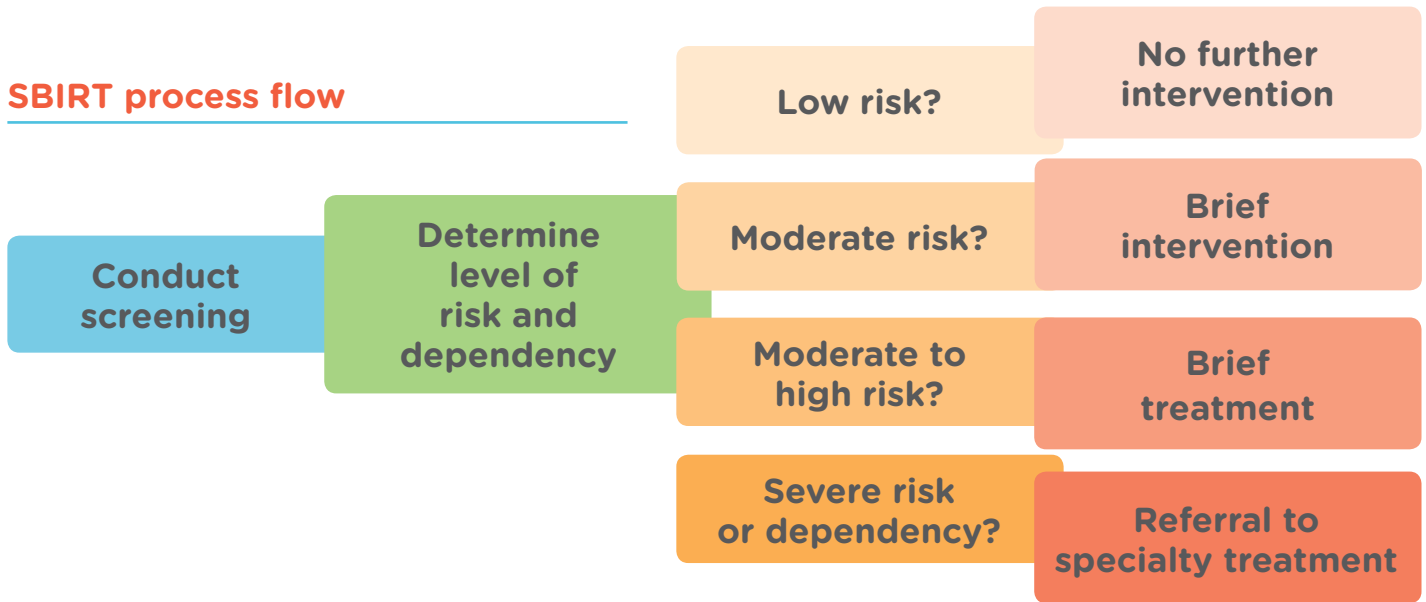 SBIRT process flow
Conduct
screening
Determine
level of
risk and
dependency
Low risk?
No further
intervention
Moderate risk?
Brief
intervention
Moderate to
high risk?
Brief
treatment
Severe risk
or dependency?
Referral to
specialty treatment